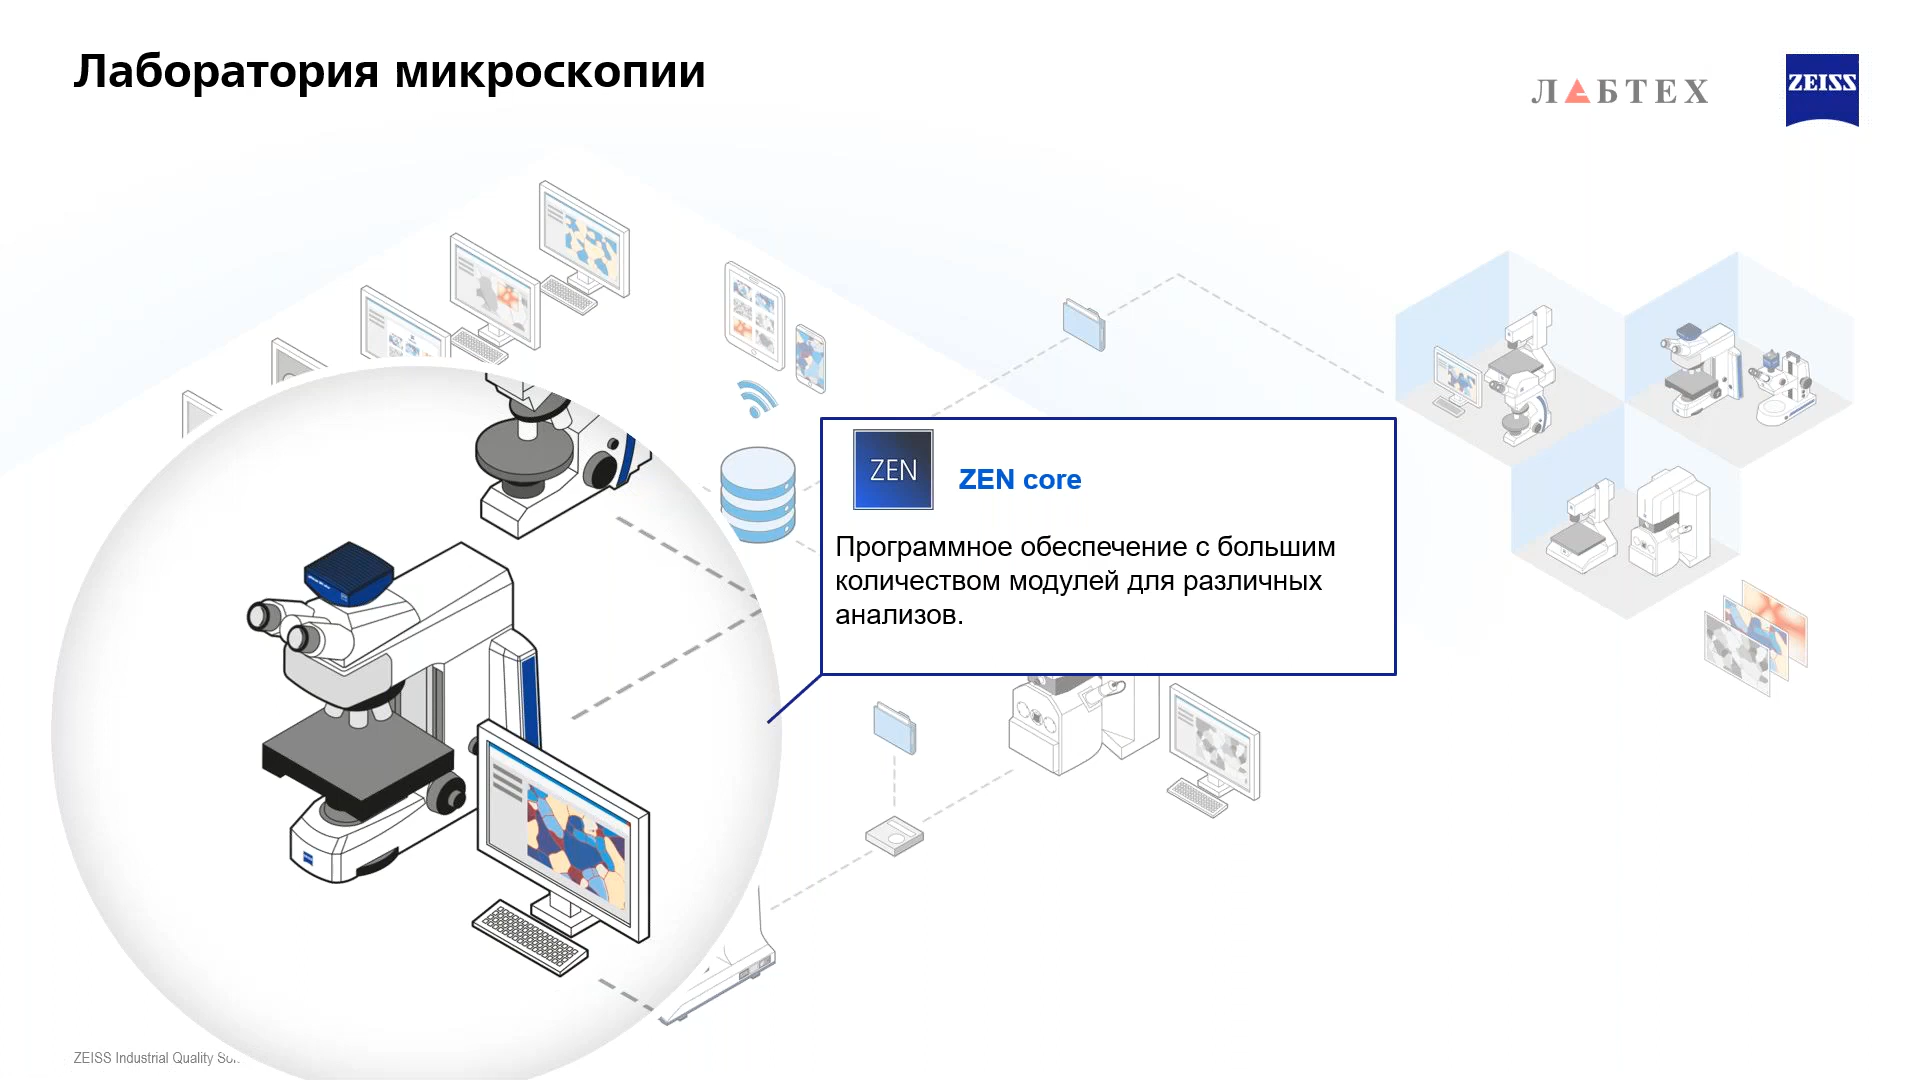 Лаборатория микроскопии
ЛАБТЕХ
ZEISS
ZEN
ZEN core
Программное обеспечение с большим
количеством модулей для различных
анализов.
ZEISS Industrial Quality